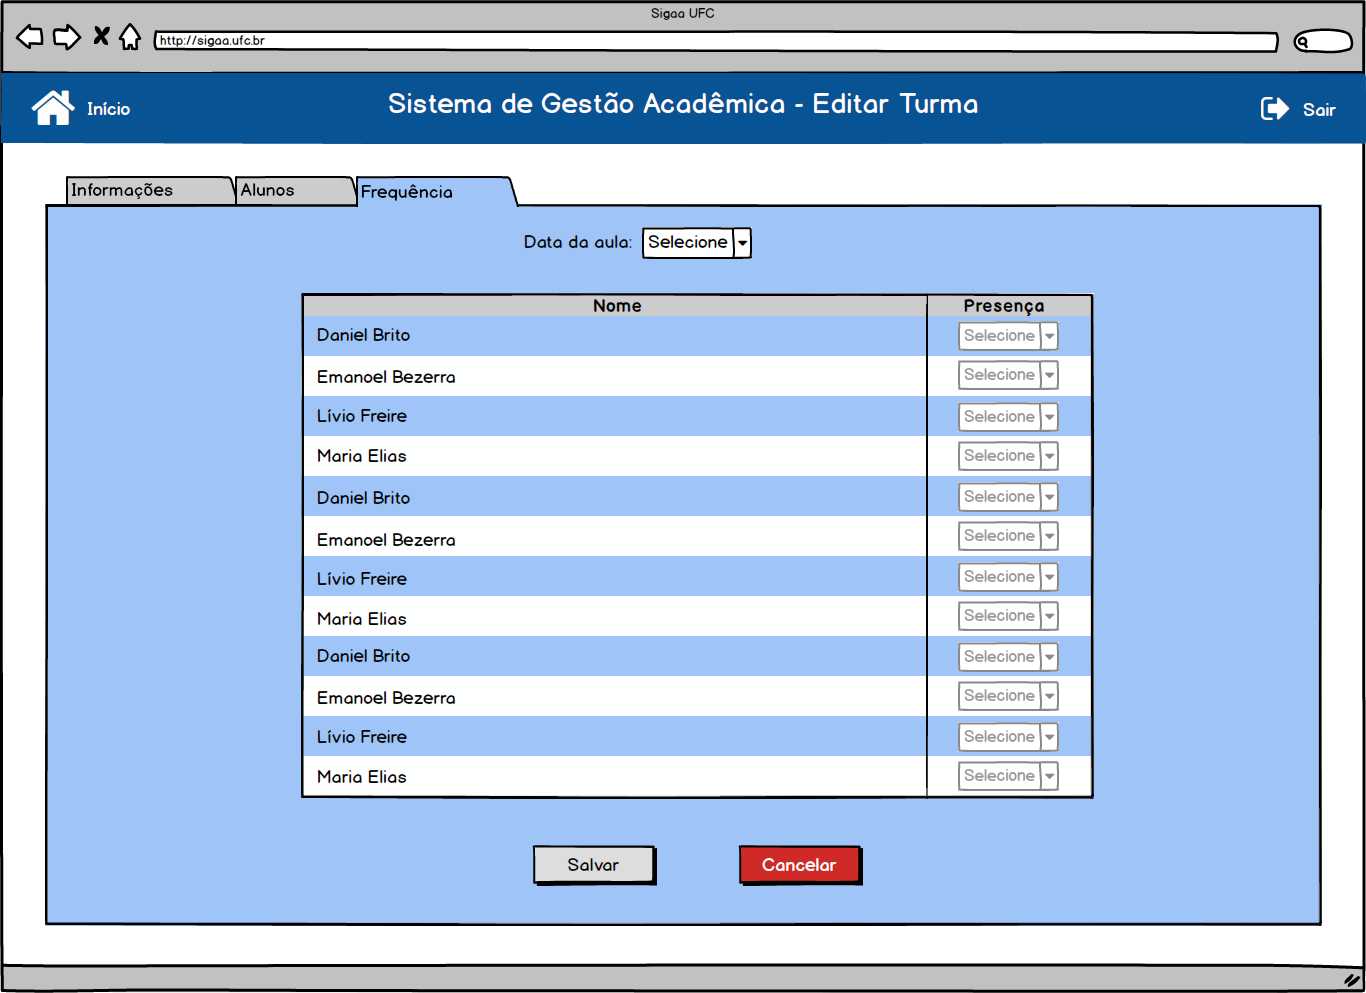 Sigaa UFC
http://sigaa.ufc.br
Início
Sistema de Gestão Acadêmica - Editar Turma
Sair
Informações
Alunos
Frequência
Data da aula: Selecione
Nome Presença
Daniel Brito Selecione
Emanoel Bezerra Selecione
Lívio Freire Selecione
Maria Elias Selecione
Daniel Brito Selecione
Emanoel Bezerra Selecione
Lívio Freire Selecione
Maria Elias Selecione
Daniel Brito Selecione
Emanoel Bezerra Selecione
Lívio Freire Selecione
Maria Elias Selecione
Salvar
Cancelar